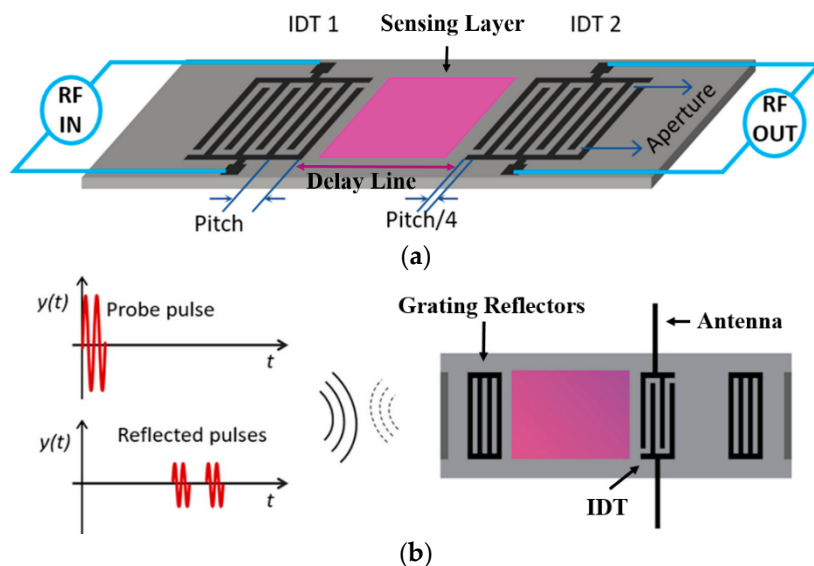 IDT 1
Sensing Layer
IDT 2
RF
IN
RF
OUT
Aperture
Delay Line
Pitch
Pitch/4
(a)
y(t)
Probe pulse
t
Grating Reflectors
Antenna
y(t)
Reflected pulses
t
IDT
(b)